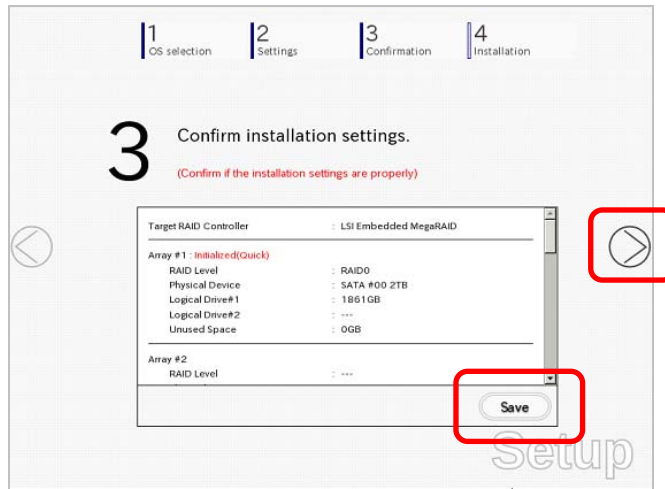 1 2 3 4
OS selection Settings Confirmation Installation
3 Confirm installation settings.
(Confirm if the installation settings are properly)
Target RAID Controller : LSI Embedded MegaRAID
Array #1 : Initialized(Quick)
RAID Level : RAID0
Physical Device : SATA #00 2TB
Logical Drive#1 : 1861GB
Logical Drive#2 : ---
Unused Space : 0GB
Array #2
RAID Level : ---
Save
Setup